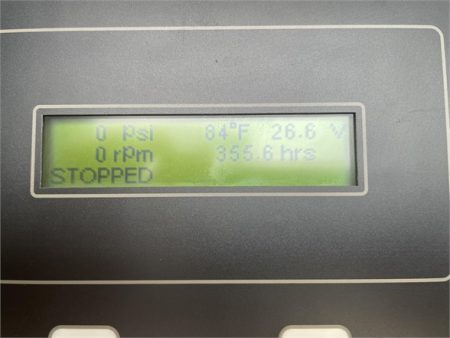 0 psi 84°F 26.6 V
0 rpm 355.6 hrs
STOPPED